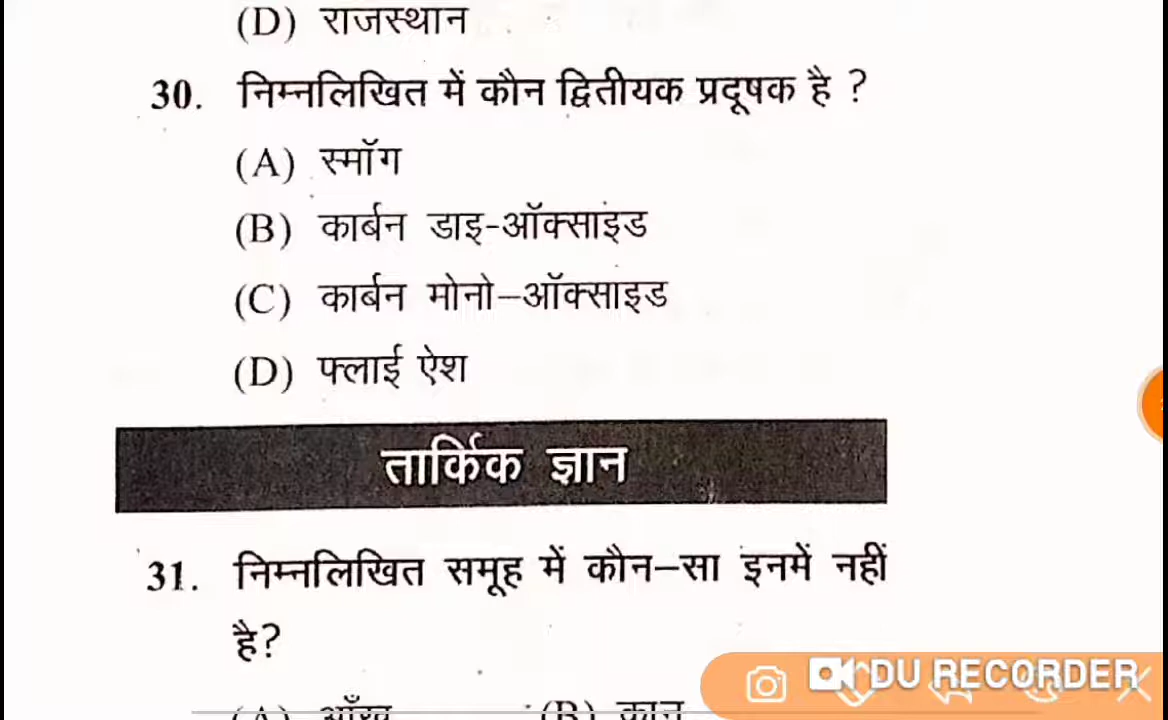 (D) राजस्थान
30. निम्नलिखित में कौन द्वितीयक प्रदूषक है ?
(A) स्मॉग
(B) कार्बन डाइ-ऑक्साइड
(C) कार्बन मोनो–ऑक्साइड
(D) फ्लाई ऐश
तार्किक ज्ञान
31. निम्नलिखित समूह में कौन–सा इनमें नहीं
है?
(A) आँख (B) कान
DU RECORDER